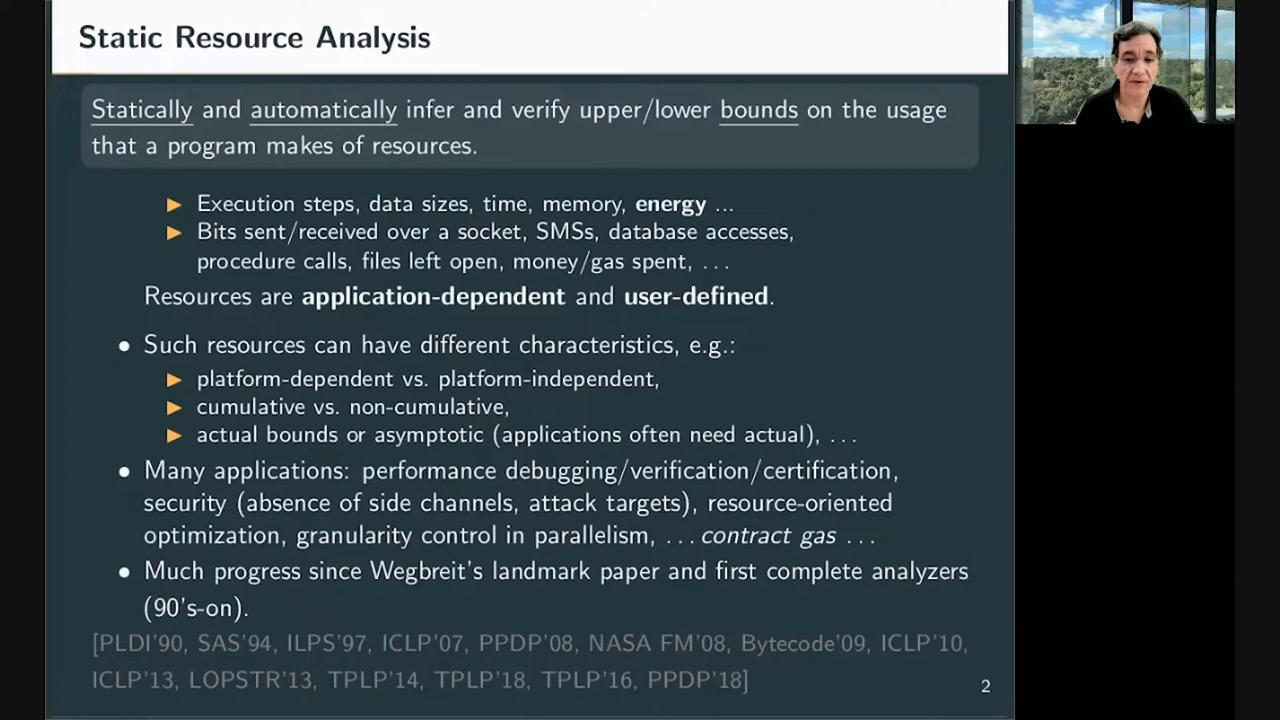 Static Resource Analysis
Statically and automatically infer and verify upper/lower bounds on the usage
that a program makes of resources.
▶ Execution steps, data sizes, time, memory, energy ...
▶ Bits sent/received over a socket, SMSs, database accesses,
procedure calls, files left open, money/gas spent, ...
Resources are application-dependent and user-defined.
• Such resources can have different characteristics, e.g.:
▶ platform-dependent vs. platform-independent,
▶ cumulative vs. non-cumulative,
▶ actual bounds or asymptotic (applications often need actual), ...
• Many applications: performance debugging/verification/certification,
security (absence of side channels, attack targets), resource-oriented
optimization, granularity control in parallelism, ... contract gas ...
• Much progress since Wegbreit's landmark paper and first complete analyzers
(90's-on).
[PLDI'90, SAS'94, ILPS'97, ICLP'07, PPDP'08, NASA FM'08, Bytecode'09, ICLP'10,
ICLP'13, LOPSTR'13, TPLP'14, TPLP'18, TPLP'16, PPDP'18]
2